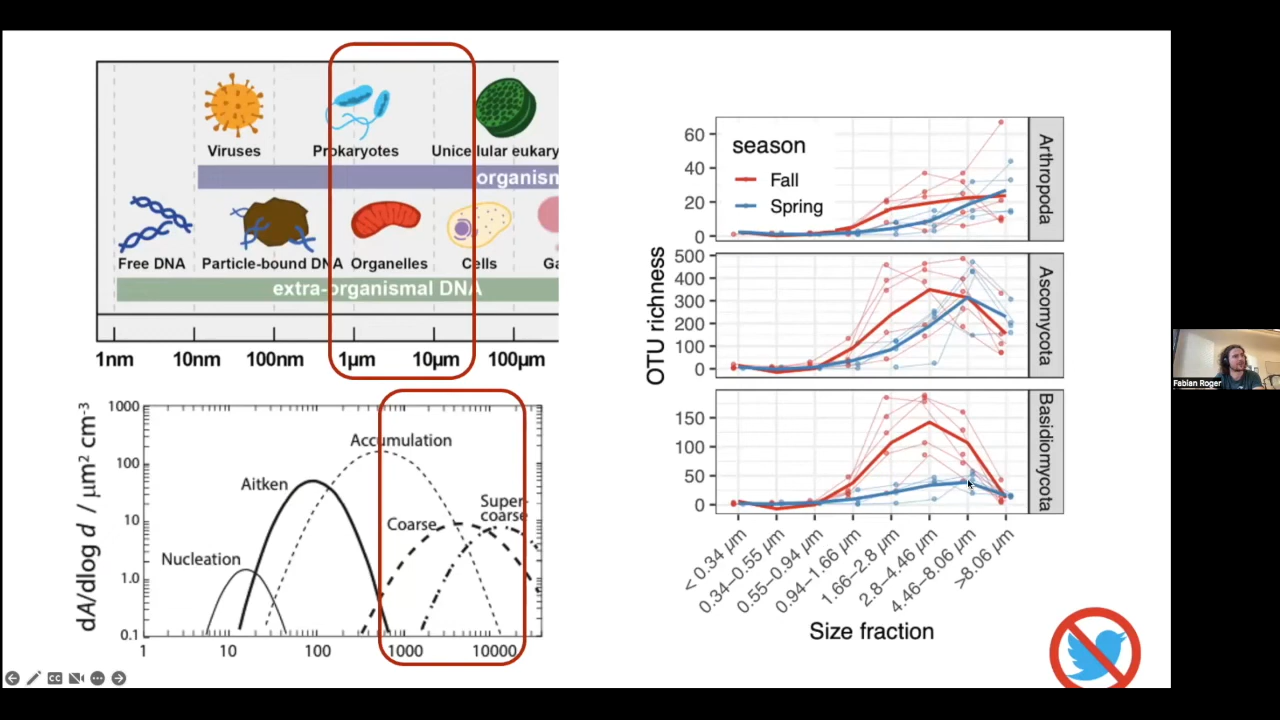 Viruses
Prokaryotes
Unicellular eukary
organism
Free DNA
Particle-bound DNA
Organelles
Cells
Ga
extra-organismal DNA
1nm
10nm
100nm
1µm
10µm
100µm
dA/dlog d / µm² cm⁻³
1000
100
10
1.0
0.1
Nucleation
Aitken
Accumulation
Coarse
Super-
coarse
1
10
100
1000
10000
OTU richness
season
Fall
Spring
60
40
20
0
Arthropoda
500
400
300
200
100
0
Ascomycota
150
100
50
0
Basidiomycota
< 0.34 µm
0.34–0.55 µm
0.55–0.94 µm
0.94–1.66 µm
1.66–2.8 µm
2.8–4.46 µm
4.46–8.06 µm
>8.06 µm
Size fraction
CC
Fabian Roger